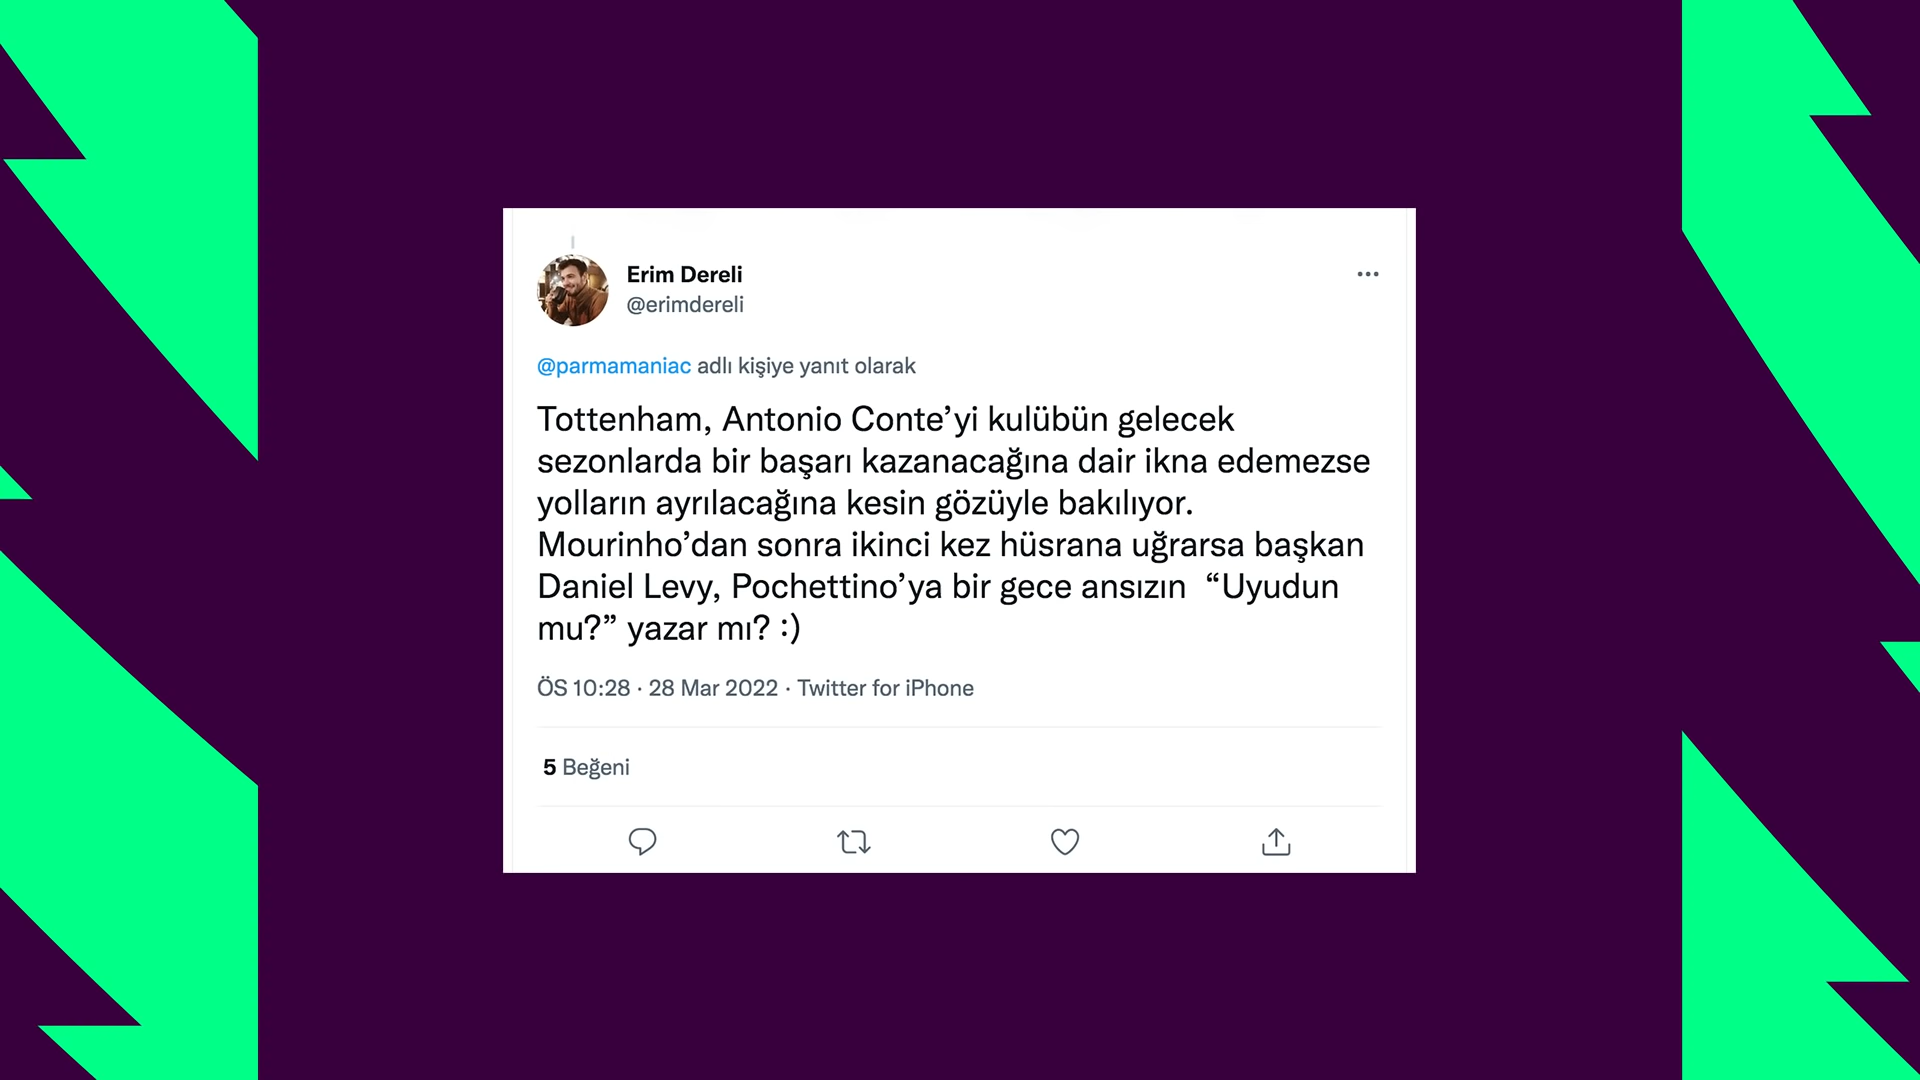 Erim Dereli
@erimdereli
@parmamaniac adlı kişiye yanıt olarak
Tottenham, Antonio Conte’yi kulübün gelecek
sezonlarda bir başarı kazanacağına dair ikna edemezse
yolların ayrılacağına kesin gözüyle bakılıyor.
Mourinho’dan sonra ikinci kez hüsrana uğrarsa başkan
Daniel Levy, Pochettino’ya bir gece ansızın “Uyudun
mu?” yazar mı? :)
ÖS 10:28 · 28 Mar 2022 · Twitter for iPhone
5 Beğeni